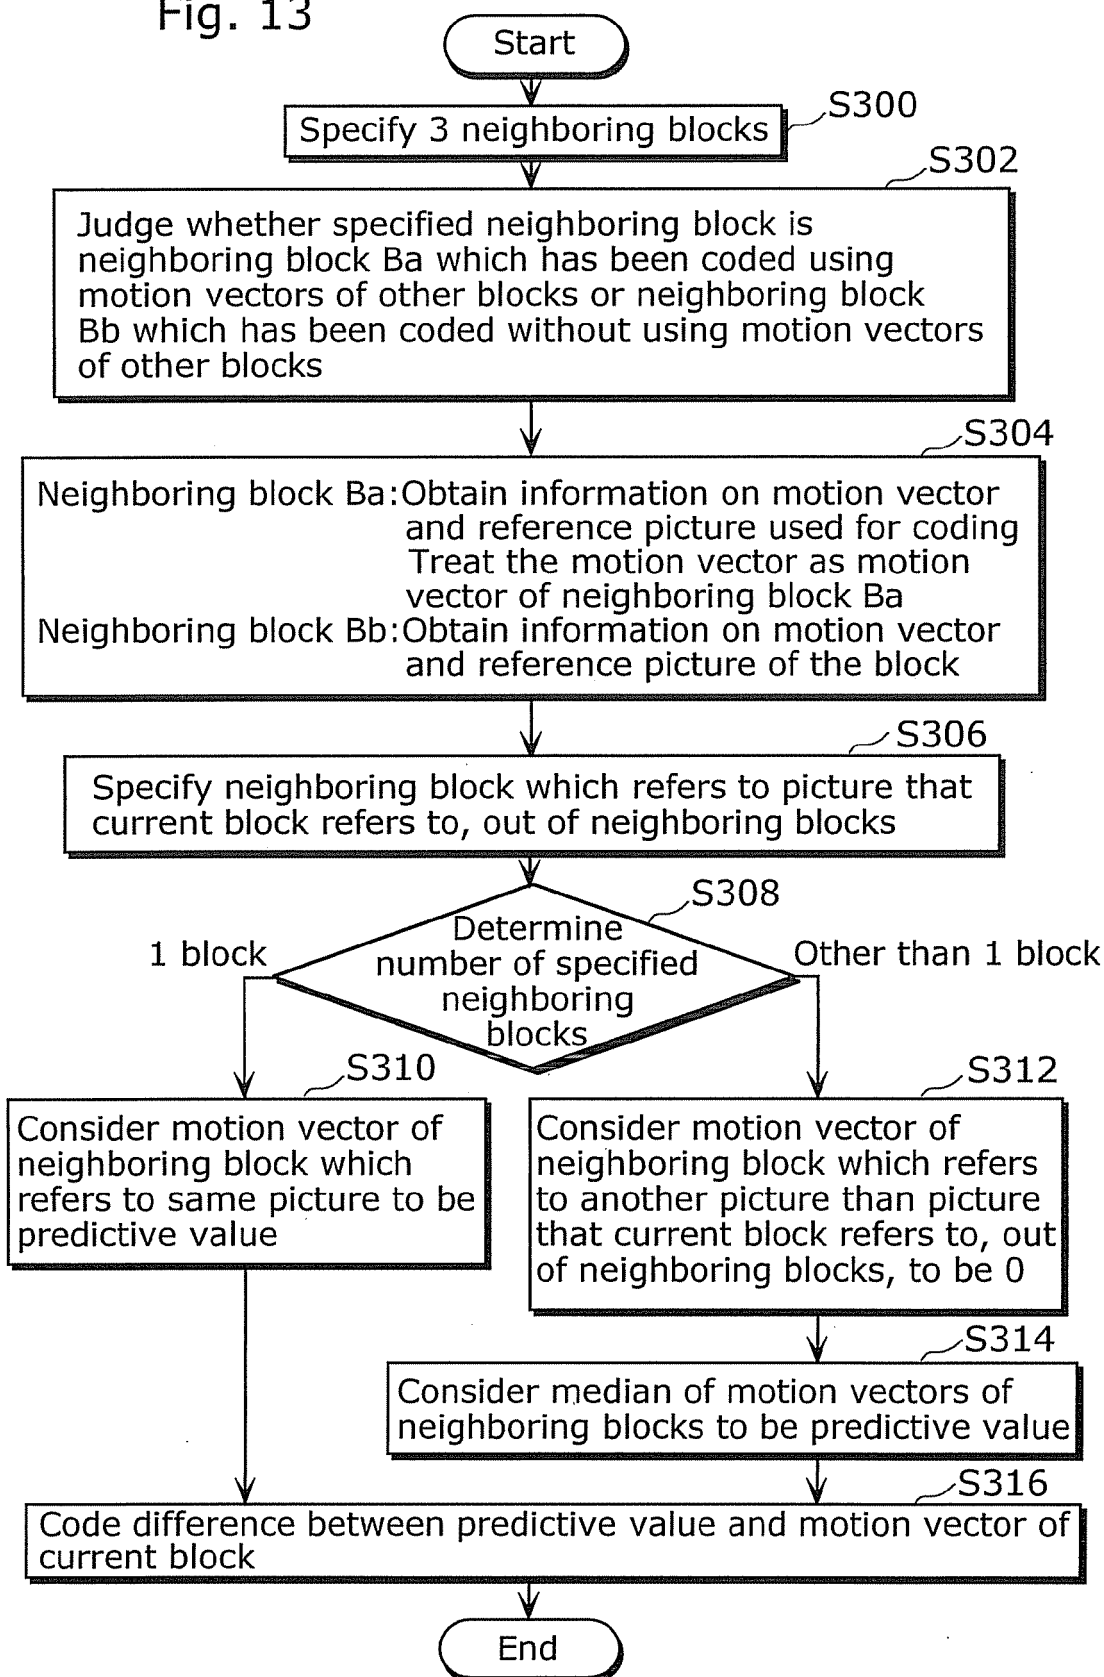 Fig. 13
Start
Specify 3 neighboring blocks
S300
S302
Judge whether specified neighboring block is
neighboring block Ba which has been coded using
motion vectors of other blocks or neighboring block
Bb which has been coded without using motion vectors
of other blocks
S304
Neighboring block Ba:Obtain information on motion vector
and reference picture used for coding
Treat the motion vector as motion
vector of neighboring block Ba
Neighboring block Bb:Obtain information on motion vector
and reference picture of the block
S306
Specify neighboring block which refers to picture that
current block refers to, out of neighboring blocks
S308
Determine
number of specified
neighboring
blocks
1 block
Other than 1 block
S310
Consider motion vector of
neighboring block which
refers to same picture to be
predictive value
S312
Consider motion vector of
neighboring block which refers
to another picture than picture
that current block refers to, out
of neighboring blocks, to be 0
S314
Consider median of motion vectors of
neighboring blocks to be predictive value
S316
Code difference between predictive value and motion vector of
current block
End